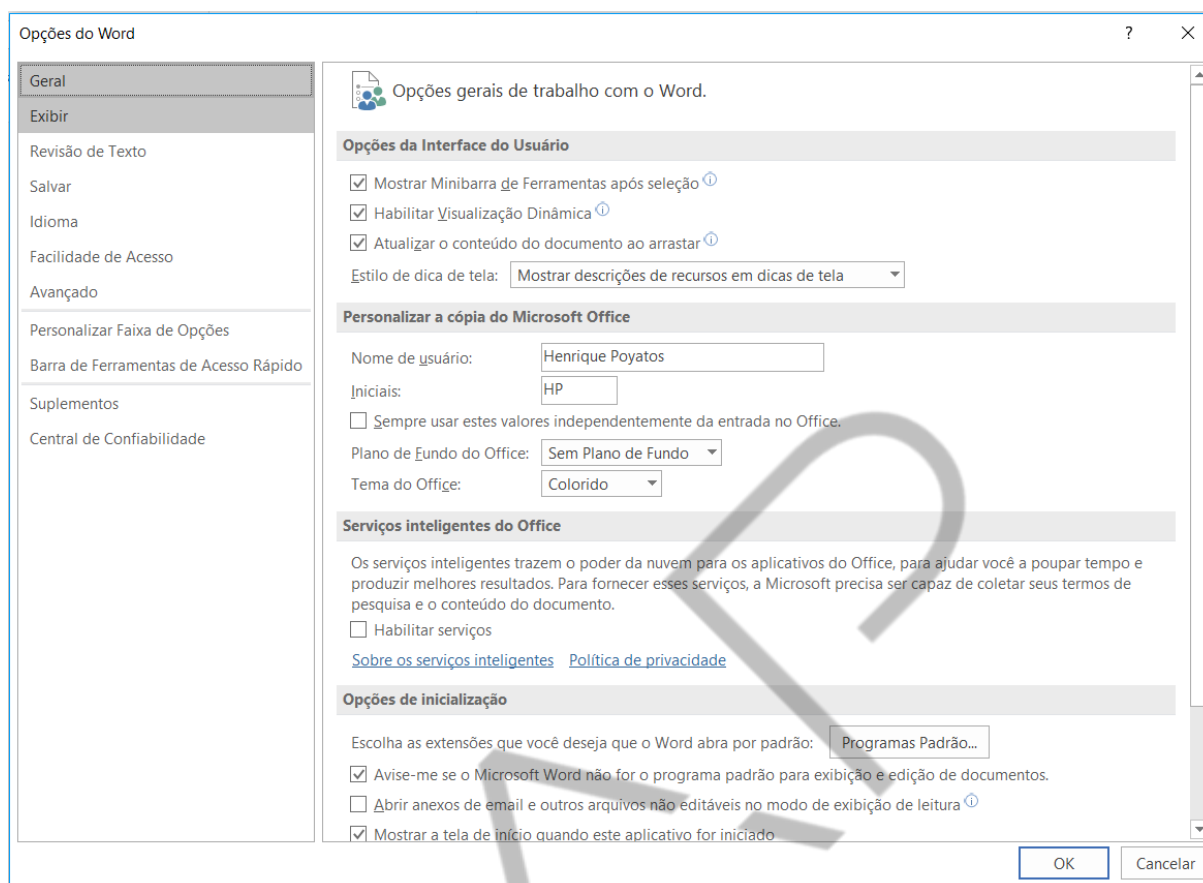 Opções do Word
?
×
Geral
Exibir
Revisão de Texto
Salvar
Idioma
Facilidade de Acesso
Avançado
Personalizar Faixa de Opções
Barra de Ferramentas de Acesso Rápido
Suplementos
Central de Confiabilidade
Opções gerais de trabalho com o Word.
Opções da Interface do Usuário
Mostrar Minibarra de Ferramentas após seleção
Habilitar Visualização Dinâmica
Atualizar o conteúdo do documento ao arrastar
Estilo de dica de tela: Mostrar descrições de recursos em dicas de tela
Personalizar a cópia do Microsoft Office
Nome de usuário: Henrique Poyatos
Iniciais: HP
Sempre usar estes valores independentemente da entrada no Office.
Plano de Fundo do Office: Sem Plano de Fundo
Tema do Office: Colorido
Serviços inteligentes do Office
Os serviços inteligentes trazem o poder da nuvem para os aplicativos do Office, para ajudar você a poupar tempo e
produzir melhores resultados. Para fornecer esses serviços, a Microsoft precisa ser capaz de coletar seus termos de
pesquisa e o conteúdo do documento.
Habilitar serviços
Sobre os serviços inteligentes Política de privacidade
Opções de inicialização
Escolha as extensões que você deseja que o Word abra por padrão: Programas Padrão...
Avise-me se o Microsoft Word não for o programa padrão para exibição e edição de documentos.
Abrir anexos de email e outros arquivos não editáveis no modo de exibição de leitura
Mostrar a tela de início quando este aplicativo for iniciado
OK Cancelar